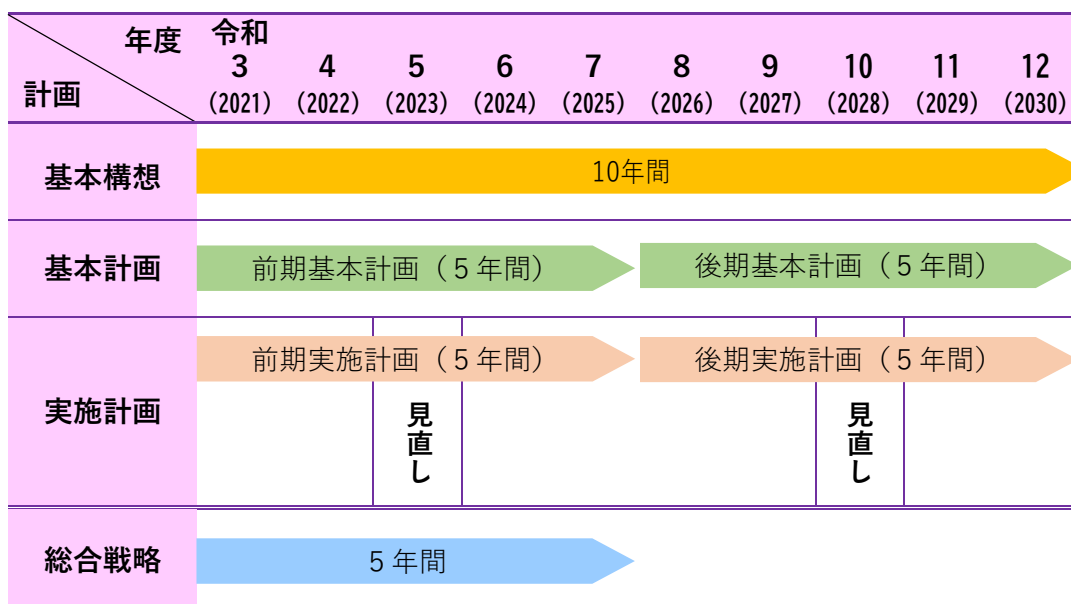 年度
計画
令和
3 4 5 6 7 8 9 10 11 12
(2021) (2022) (2023) (2024) (2025) (2026) (2027) (2028) (2029) (2030)
基本構想
10年間
基本計画
前期基本計画（５年間）
後期基本計画（５年間）
実施計画
前期実施計画（５年間）
後期実施計画（５年間）
見直し
見直し
総合戦略
５年間